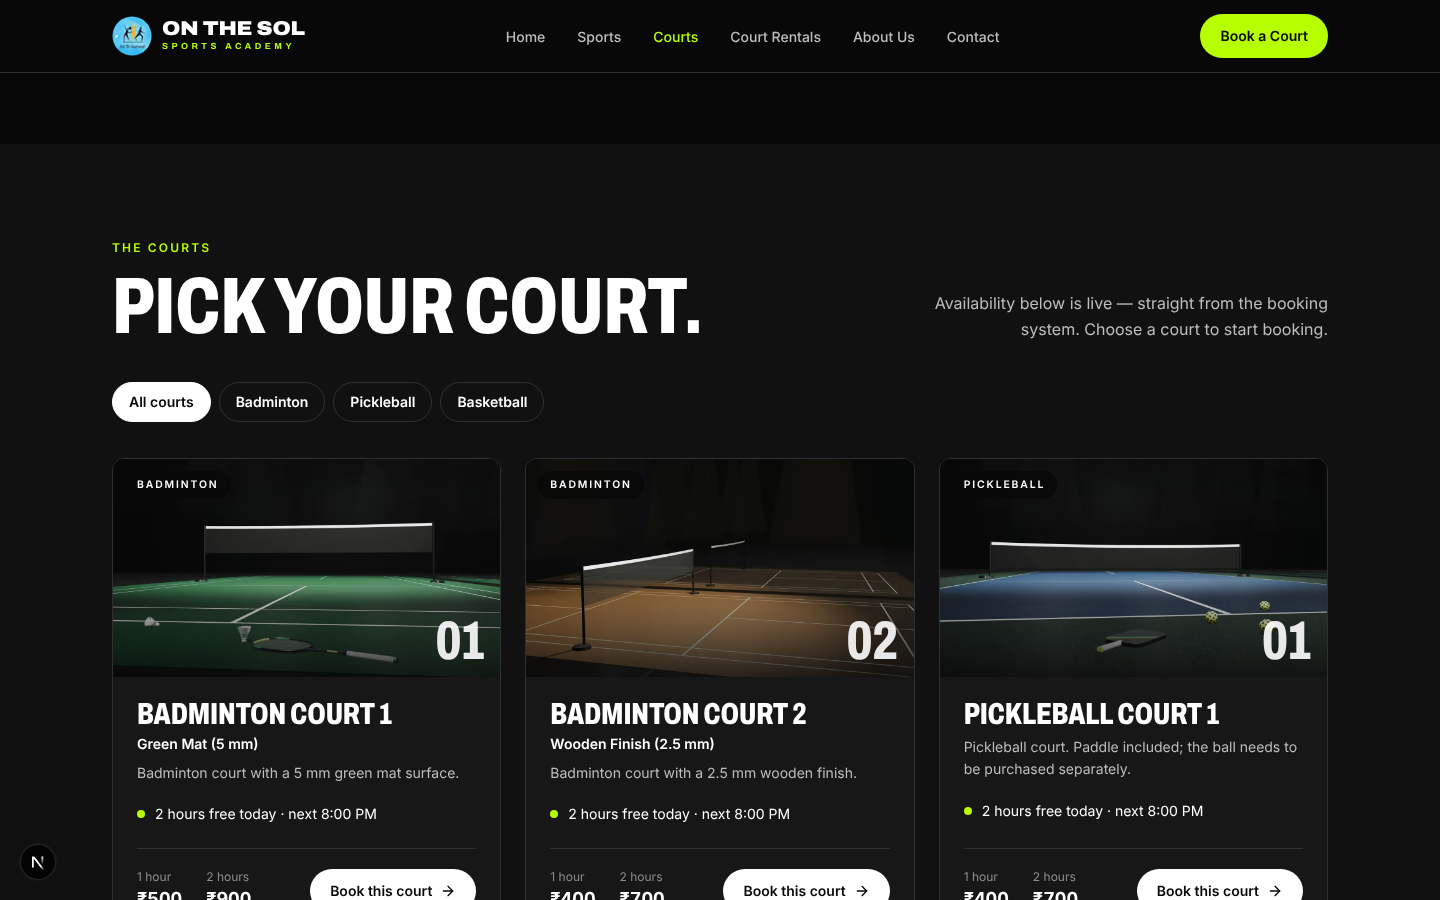 ON THE SOL
SPORTS ACADEMY
Home
Sports
Courts
Court Rentals
About Us
Contact
Book a Court
THE COURTS
PICK YOUR COURT.
Availability below is live — straight from the booking
system. Choose a court to start booking.
All courts
Badminton
Pickleball
Basketball
BADMINTON
01
BADMINTON COURT 1
Green Mat (5 mm)
Badminton court with a 5 mm green mat surface.
2 hours free today · next 8:00 PM
1 hour
₹500
2 hours
₹900
Book this court →
BADMINTON
02
BADMINTON COURT 2
Wooden Finish (2.5 mm)
Badminton court with a 2.5 mm wooden finish.
2 hours free today · next 8:00 PM
1 hour
₹400
2 hours
₹700
Book this court →
PICKLEBALL
01
PICKLEBALL COURT 1
Pickleball court. Paddle included; the ball needs to
be purchased separately.
2 hours free today · next 8:00 PM
1 hour
₹400
2 hours
₹700
Book this court →
N